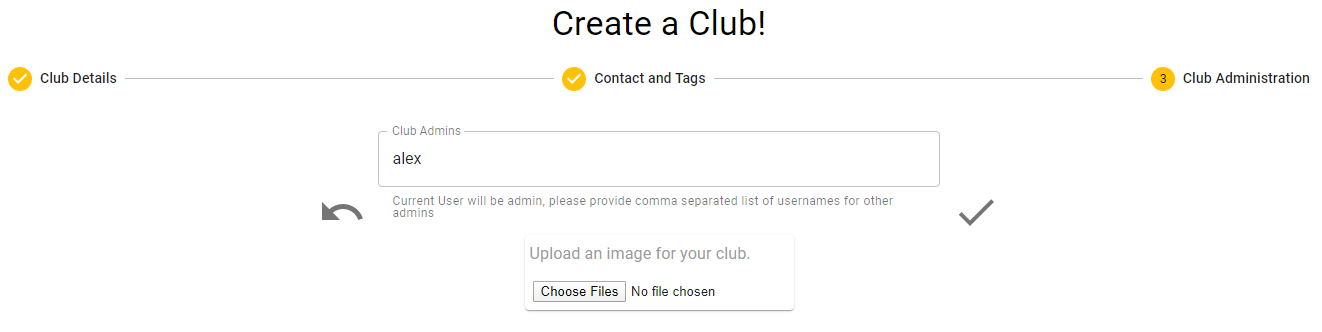 Create a Club!
Club Details
Contact and Tags
3 Club Administration
Club Admins
alex
Current User will be admin, please provide comma separated list of usernames for other
admins
Upload an image for your club.
Choose Files No file chosen